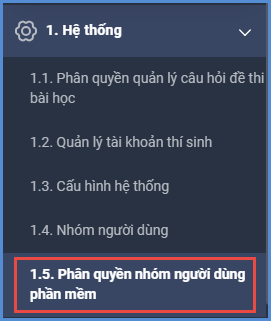 1. Hệ thống
1.1. Phân quyền quản lý câu hỏi đề thi
bài học
1.2. Quản lý tài khoản thí sinh
1.3. Cấu hình hệ thống
1.4. Nhóm người dùng
1.5. Phân quyền nhóm người dùng
phần mềm